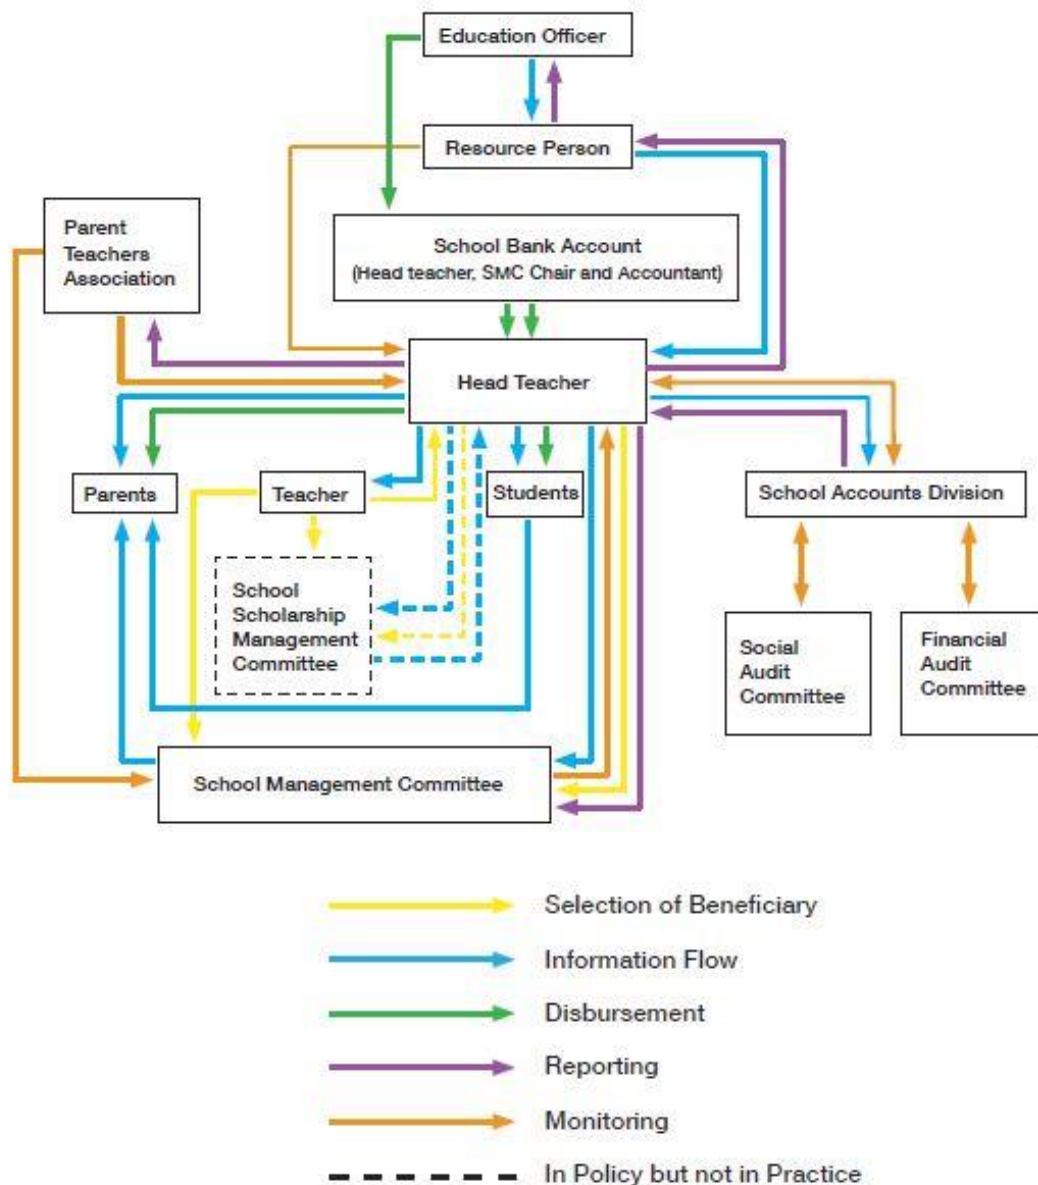 Education Officer
Resource Person
Parent
Teachers
Association
School Bank Account
(Head teacher, SMC Chair and Accountant)
Head Teacher
Parents
Teacher
Students
School Accounts Division
School
Scholarship
Management
Committee
Social
Audit
Committee
Financial
Audit
Committee
School Management Committee
Selection of Beneficiary
Information Flow
Disbursement
Reporting
Monitoring
In Policy but not in Practice